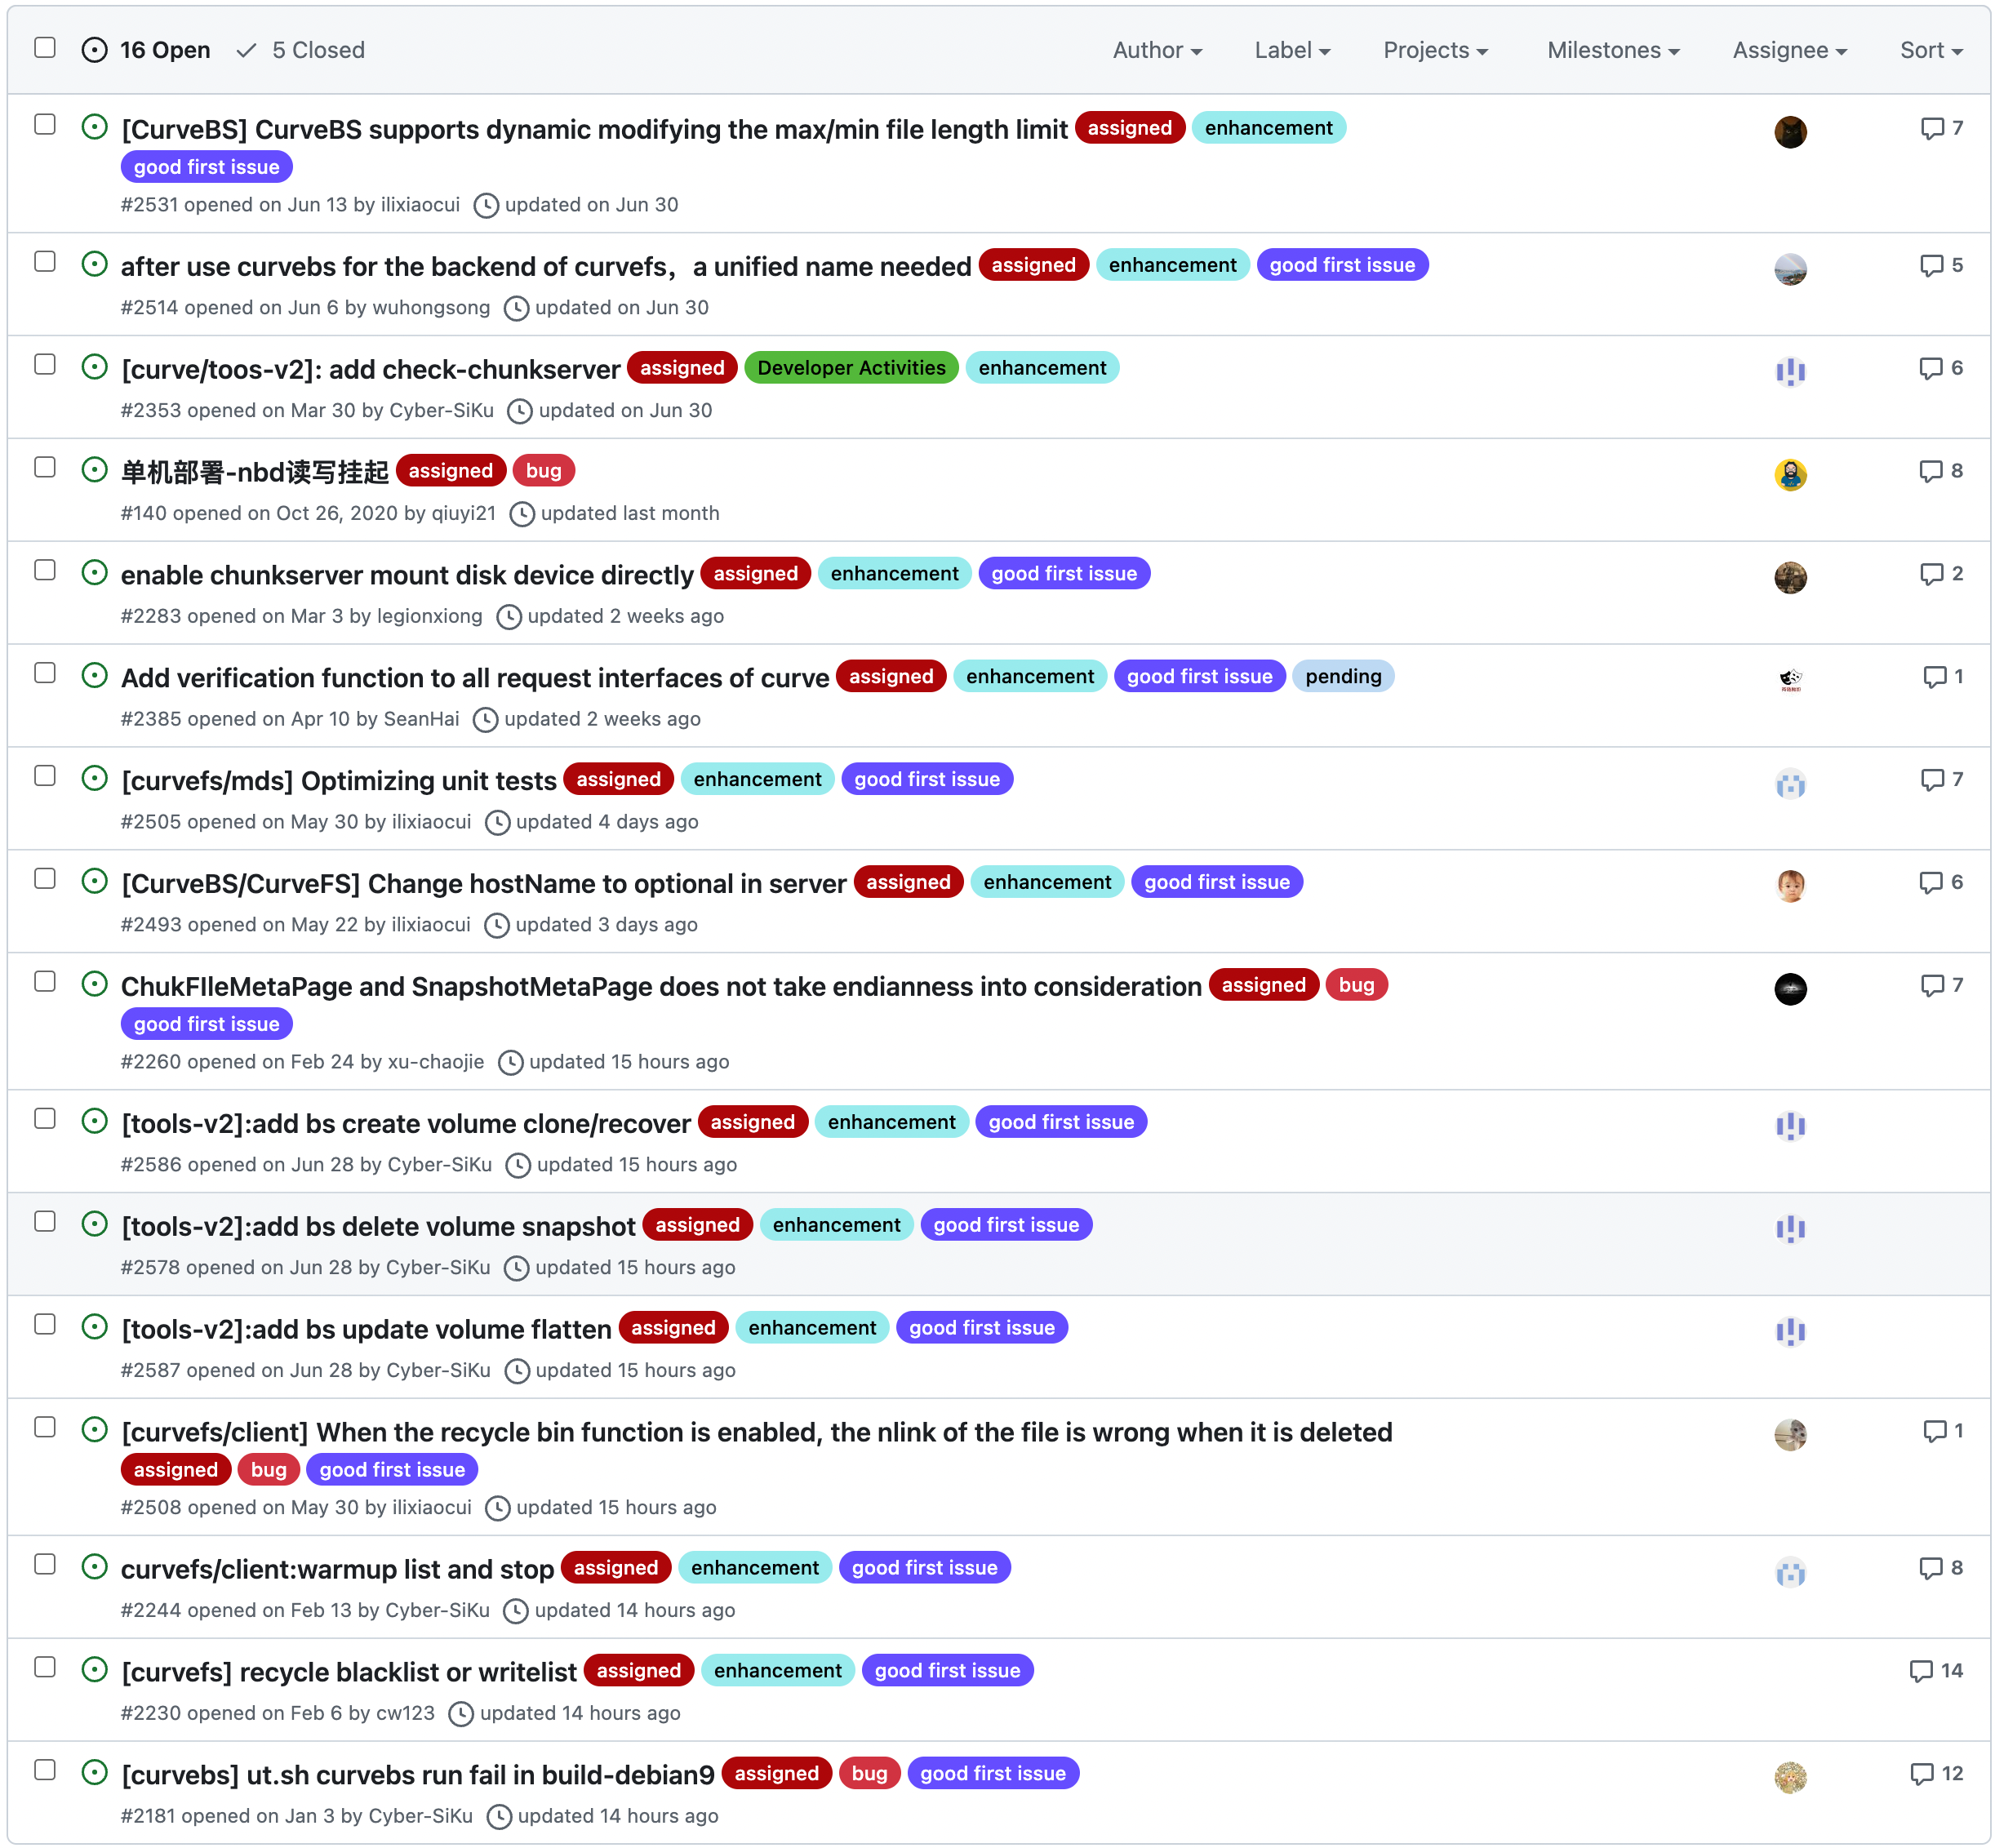 16 Open 5 Closed Author Label Projects Milestones Assignee Sort
[CurveBS] CurveBS supports dynamic modifying the max/min file length limit assigned enhancement 7
good first issue
#2531 opened on Jun 13 by ilixiaocui updated on Jun 30
after use curvebs for the backend of curvefs，a unified name needed assigned enhancement good first issue 5
#2514 opened on Jun 6 by wuhongsong updated on Jun 30
[curve/toos-v2]: add check-chunkserver assigned Developer Activities enhancement 6
#2353 opened on Mar 30 by Cyber-SiKu updated on Jun 30
单机部署-nbd读写挂起 assigned bug 8
#140 opened on Oct 26, 2020 by qiuyi21 updated last month
enable chunkserver mount disk device directly assigned enhancement good first issue 2
#2283 opened on Mar 3 by legionxiong updated 2 weeks ago
Add verification function to all request interfaces of curve assigned enhancement good first issue pending 1
#2385 opened on Apr 10 by SeanHai updated 2 weeks ago
[curvefs/mds] Optimizing unit tests assigned enhancement good first issue 7
#2505 opened on May 30 by ilixiaocui updated 4 days ago
[CurveBS/CurveFS] Change hostName to optional in server assigned enhancement good first issue 6
#2493 opened on May 22 by ilixiaocui updated 3 days ago
ChukFIleMetaPage and SnapshotMetaPage does not take endianness into consideration assigned bug 7
good first issue
#2260 opened on Feb 24 by xu-chaojie updated 15 hours ago
[tools-v2]:add bs create volume clone/recover assigned enhancement good first issue
#2586 opened on Jun 28 by Cyber-SiKu updated 15 hours ago
[tools-v2]:add bs delete volume snapshot assigned enhancement good first issue
#2578 opened on Jun 28 by Cyber-SiKu updated 15 hours ago
[tools-v2]:add bs update volume flatten assigned enhancement good first issue
#2587 opened on Jun 28 by Cyber-SiKu updated 15 hours ago
[curvefs/client] When the recycle bin function is enabled, the nlink of the file is wrong when it is deleted 1
assigned bug good first issue
#2508 opened on May 30 by ilixiaocui updated 15 hours ago
curvefs/client:warmup list and stop assigned enhancement good first issue 8
#2244 opened on Feb 13 by Cyber-SiKu updated 14 hours ago
[curvefs] recycle blacklist or writelist assigned enhancement good first issue 14
#2230 opened on Feb 6 by cw123 updated 14 hours ago
[curvebs] ut.sh curvebs run fail in build-debian9 assigned bug good first issue 12
#2181 opened on Jan 3 by Cyber-SiKu updated 14 hours ago